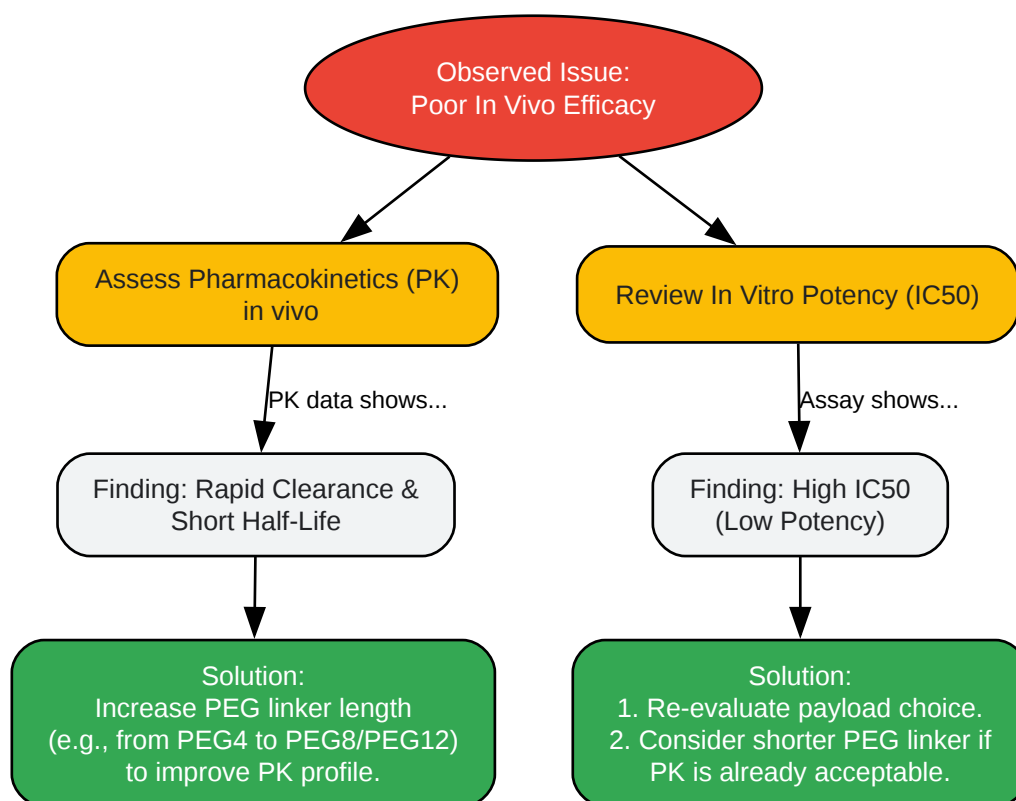 Observed Issue:
Poor In Vivo Efficacy
Assess Pharmacokinetics (PK)
in vivo
Review In Vitro Potency (IC50)
PK data shows...
Assay shows...
Finding: Rapid Clearance &
Short Half-Life
Finding: High IC50
(Low Potency)
Solution:
Increase PEG linker length
(e.g., from PEG4 to PEG8/PEG12)
to improve PK profile.
Solution:
1. Re-evaluate payload choice.
2. Consider shorter PEG linker if
PK is already acceptable.